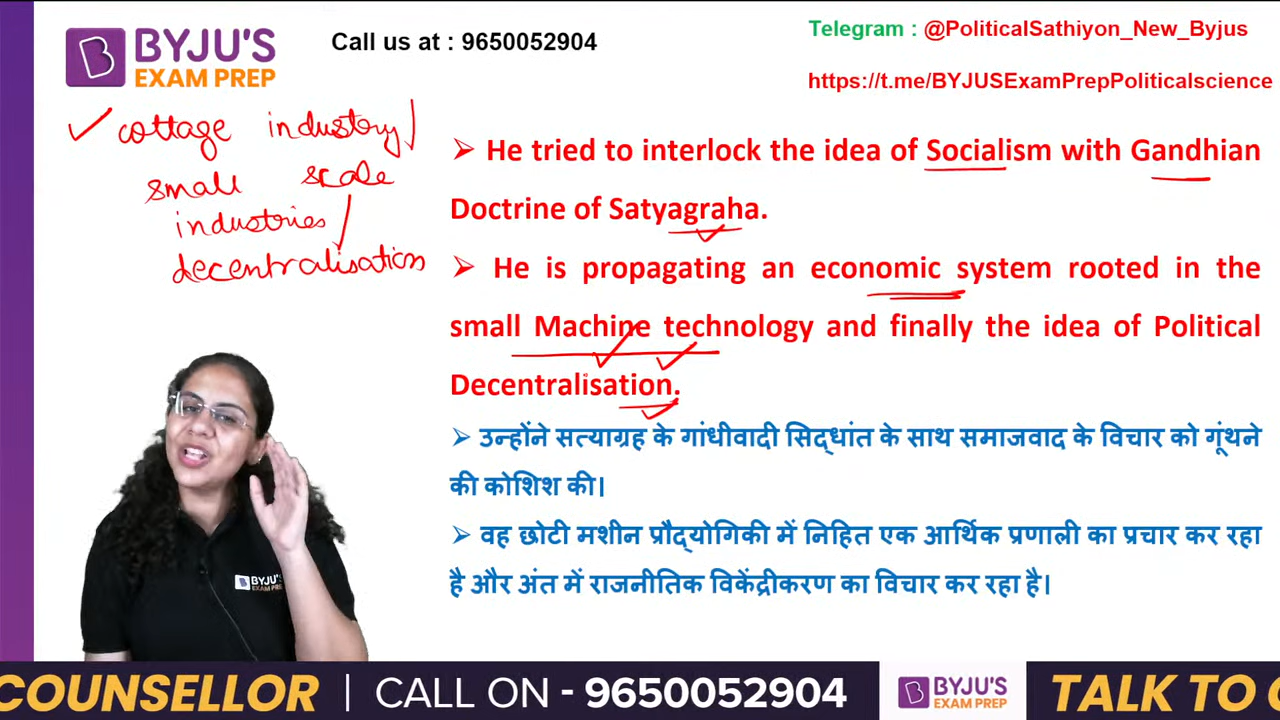 BYJU'S
EXAM PREP
Call us at : 9650052904
Telegram : @PoliticalSathiyon_New_Byjus
https://t.me/BYJUSExamPrepPoliticalscience
cottage industry/
small scale
industries/
decentralisation
➢ He tried to interlock the idea of Socialism with Gandhian
Doctrine of Satyagraha.
➢ He is propagating an economic system rooted in the
small Machine technology and finally the idea of Political
Decentralisation.
➢ उन्होंने सत्याग्रह के गांधीवादी सिद्धांत के साथ समाजवाद के विचार को गूंथने
की कोशिश की।
➢ वह छोटी मशीन प्रौद्योगिकी में निहित एक आर्थिक प्रणाली का प्रचार कर रहा
है और अंत में राजनीतिक विकेंद्रीकरण का विचार कर रहा है।
BYJU'S
EXAM PREP
COUNSELLOR | CALL ON - 9650052904
BYJU'S
EXAM PREP
TALK TO C